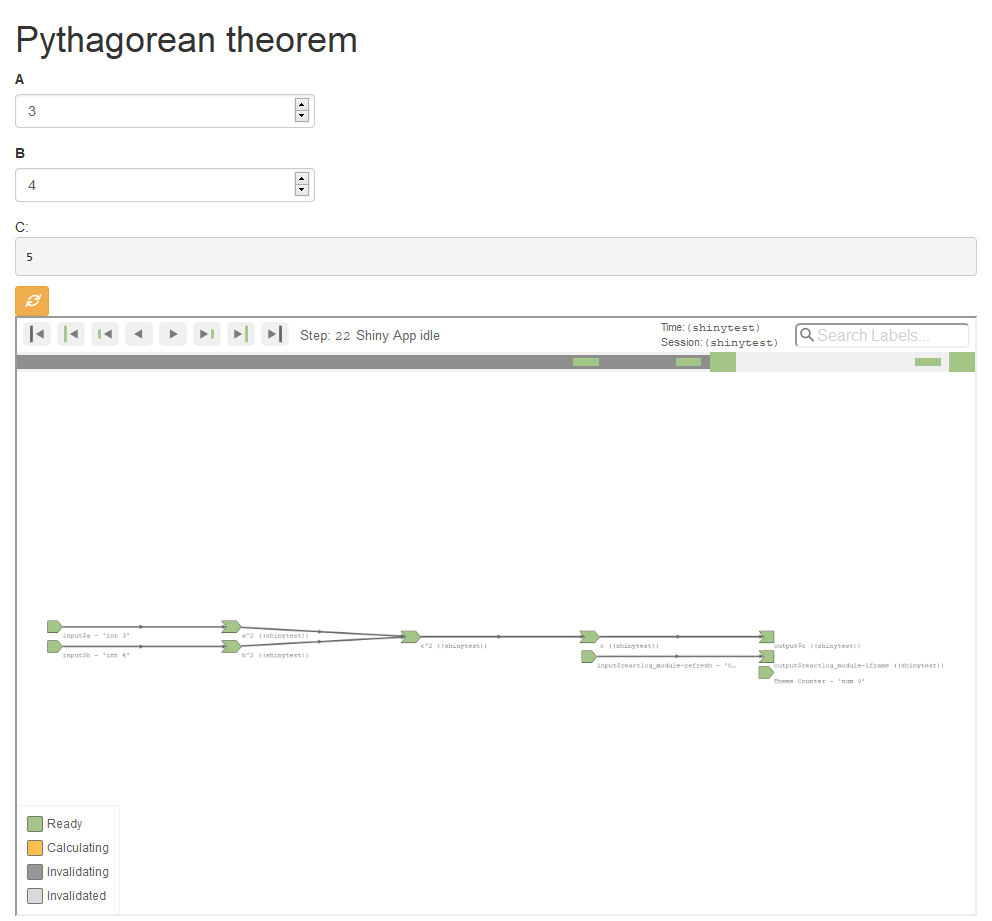 Pythagorean theorem
A
3
B
4
C:
5
Step: 22 Shiny App idle
Time: (shinytest)
Session: (shinytest)
Search Labels...
input$a – 'int 3'
a^2 ((shinytest))
input$b – 'int 4'
b^2 ((shinytest))
c^2 ((shinytest))
c ((shinytest))
output$c ((shinytest))
input$reactlog_module-refresh – 'C…
output$reactlog_module-iframe ((shinytest))
Theme Counter – 'num 0'
Ready
Calculating
Invalidating
Invalidated